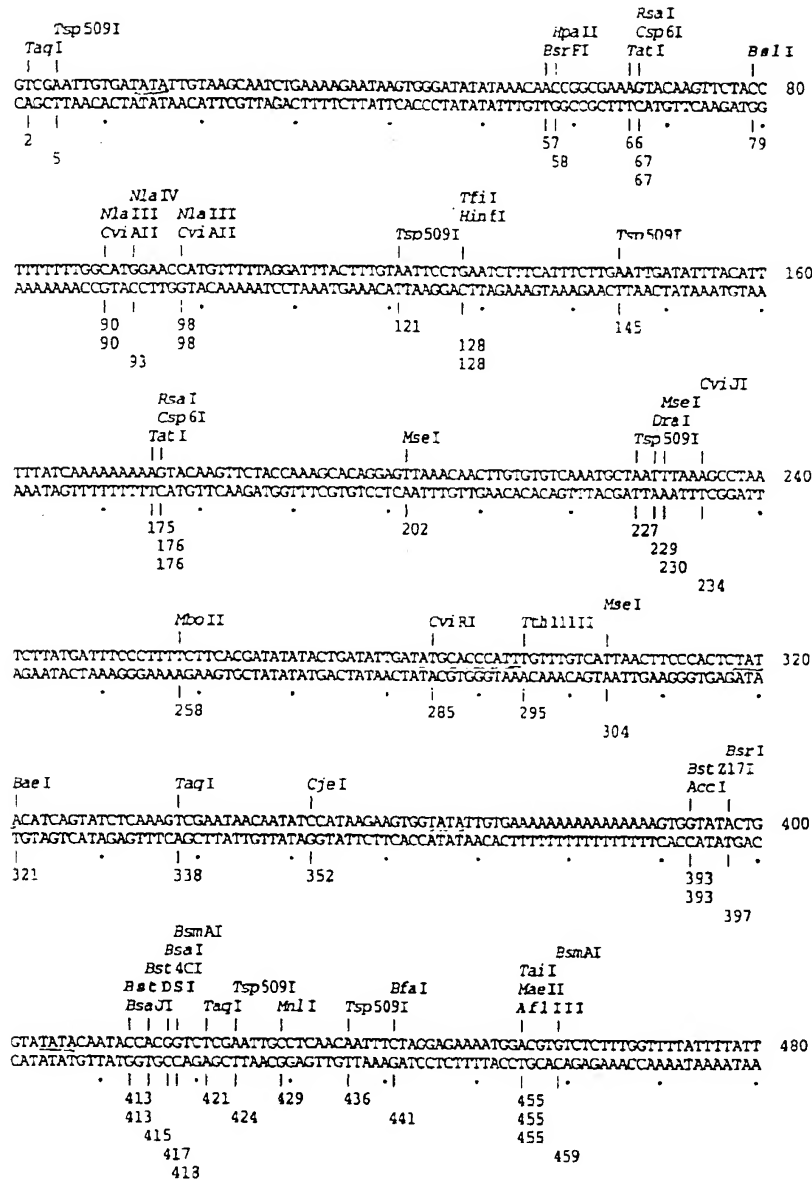 Rsa I
Tsp509I HpaII Csp6I
TaqI BsrFI TatI BslI
GTCGAATTGTGATATATTGTAAGCAATCTGAAAAGAATAAGTGGGATATATAAACAACCGGCGAAAGTACAAGTTCTACC 80
CAGCTTAACACTATATAACATTCGTTAGACTTTTCTTATTCACCCTATATATTTGTTGGCCGCTTTCATGTTCAAGATGG
2 57 66 79
5 58 67
67
NlaIV TfiI
NlaIII NlaIII HinfI
CviAII CviAII Tsp509I Tsp509I
TTTTTTTGGCATGGAACCATGTTTTTAGGATTTACTTTGTAATTCCTGAATCTTTCATTTCTTGAATTGATATTTACATT 160
AAAAAAACCGTACCTTGGTACAAAAATCCTAAATGAAACATTAAGGACTTAGAAAGTAAAGAACTTAACTATAAATGTAA
90 98 121 145
90 98 128
93 128
RsaI CviJI
Csp6I MseI
TatI MseI DraI
Tsp509I
TTTATCAAAAAAAAAGTACAAGTTCTACCAAAGCACAGGAGTTAAACAACTTGTGTGTCAAATGCTAATTTAAAGCCTAA 240
AAATAGTTTTTTTTTCATGTTCAAGATGGTTTCGTGTCCTCAATTTGTTGAACACACAGTTTACGATTAAATTTCGGATT
175 202 227
176 229
176 230
234
MseI
MboII CviRI Tth111II
TCTTATGATTTCCCTTTTCTTCACGATATATACTGATATTGATATGCACCCATTTGTTTGTCATTAACTTCCCACTCTAT 320
AGAATACTAAAGGGAAAAGAAGTGCTATATATGACTATAACTATACGTGGGTAAACAAACAGTAATTGAAGGGTGAGATA
258 285 295
304
BsrI
BstZ17I
BaeI TaqI CjeI AccI
ACATCAGTATCTCAAAGTCGAATAACAATATCCATAAGAAGTGGTATATTGTGAAAAAAAAAAAAAAAAGTGGTATACTG 400
TGTAGTCATAGAGTTTCAGCTTATTGTTATAGGTATTCTTCACCATATAACACTTTTTTTTTTTTTTTTCACCATATGAC
321 338 352 393
393
397
BsmAI
BsaI BsmAI
Bst4CI TaiI
BstDSI Tsp509I BfaI MaeII
BsaJI TaqI MnlI Tsp509I AflIII
GTATATACAATACCACGGTCTCGAATTGCCTCAACAATTTCTAGGAGAAAATGGACGTGTCTCTTTGGTTTTATTTTATT 480
CATATATGTTATGGTGCCAGAGCTTAACGGAGTTGTTAAAGATCCTCTTTTACCTGCACAGAGAAACCAAAATAAAATAA
413 421 429 436 455
413 424 441 455
415 455
417 459
418